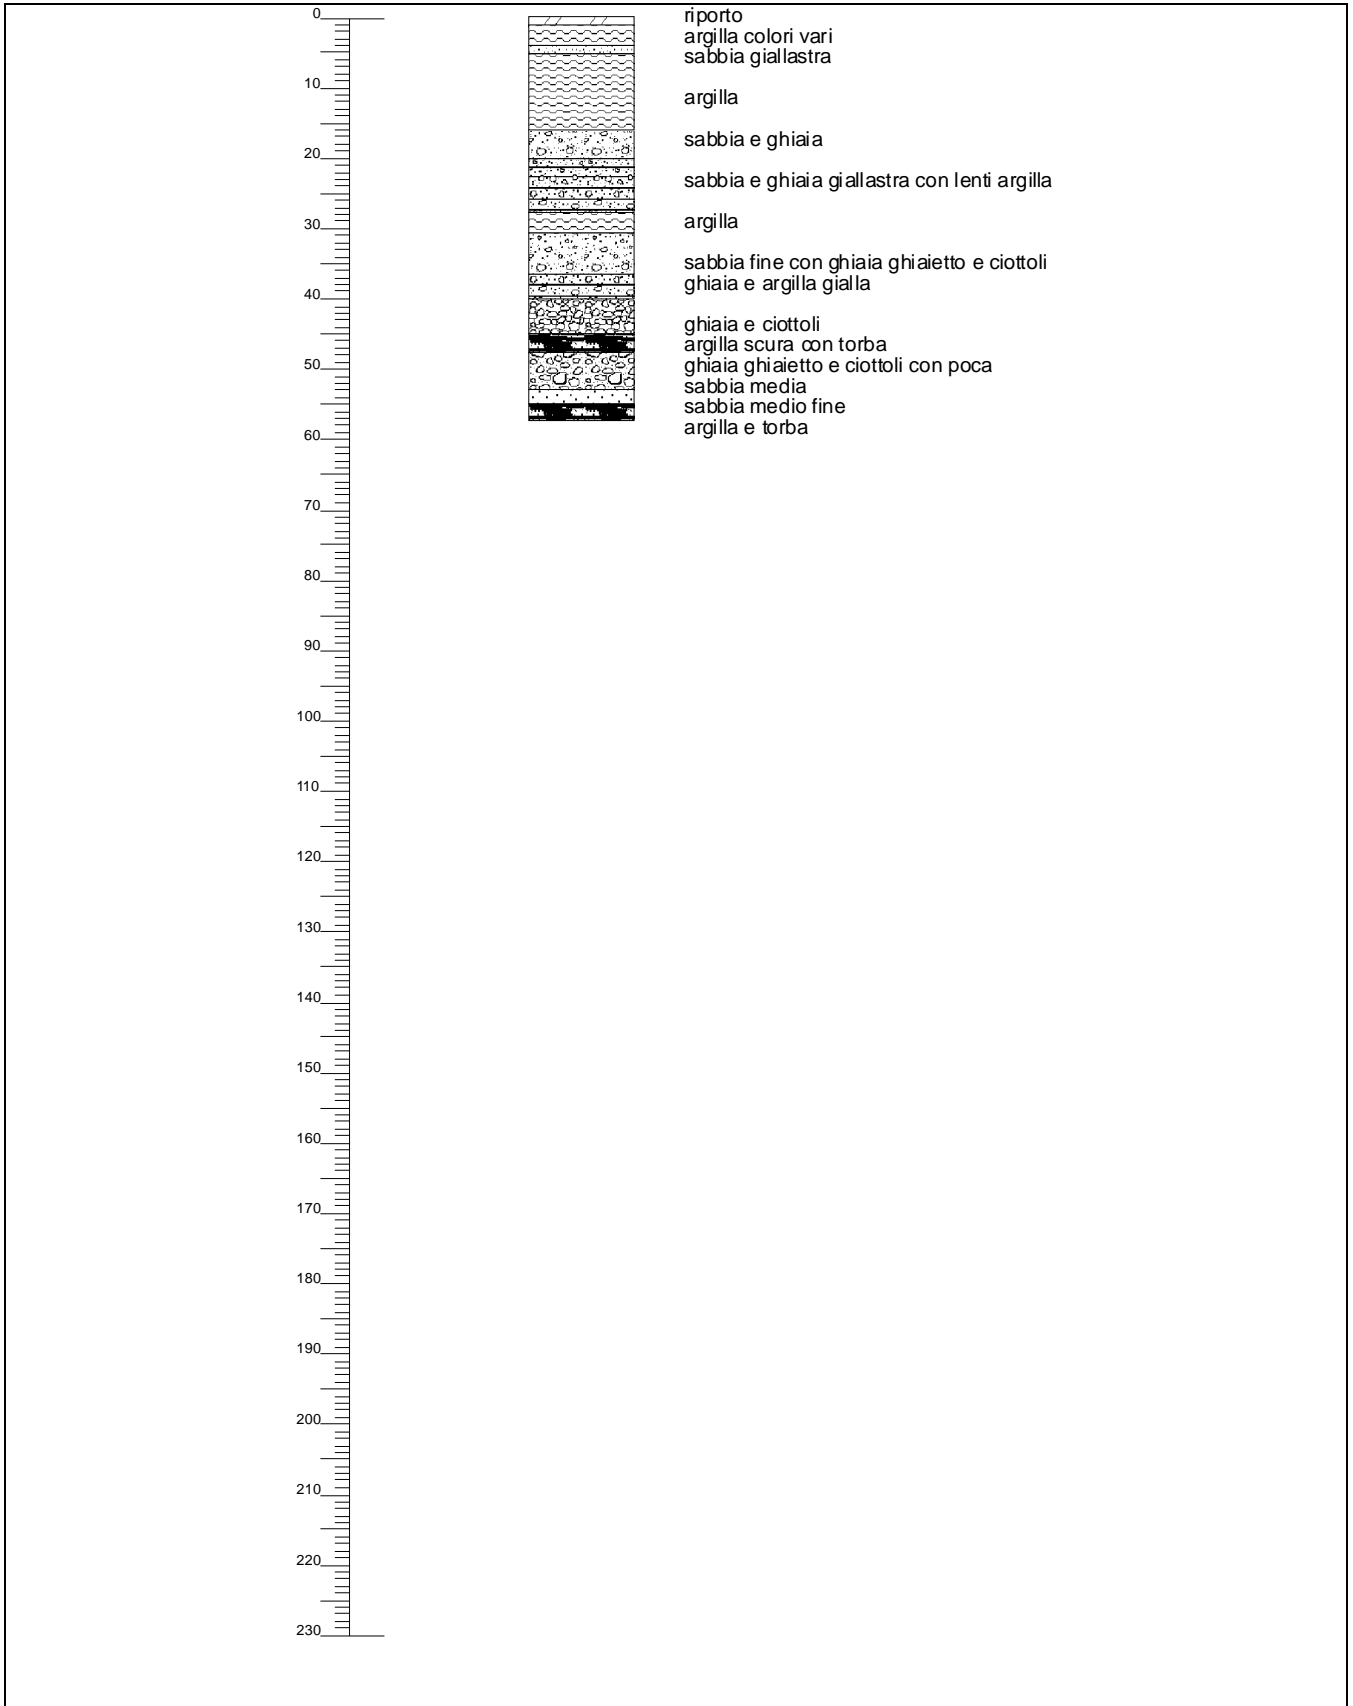 0
riporto
argilla colori vari
sabbia giallastra
10
argilla
sabbia e ghiaia
20
sabbia e ghiaia giallastra con lenti argilla
argilla
30
sabbia fine con ghiaia ghiaietto e ciottoli
ghiaia e argilla gialla
40
ghiaia e ciottoli
argilla scura con torba
50
ghiaia ghiaietto e ciottoli con poca
sabbia media
sabbia medio fine
argilla e torba
60
70
80
90
100
110
120
130
140
150
160
170
180
190
200
210
220
230